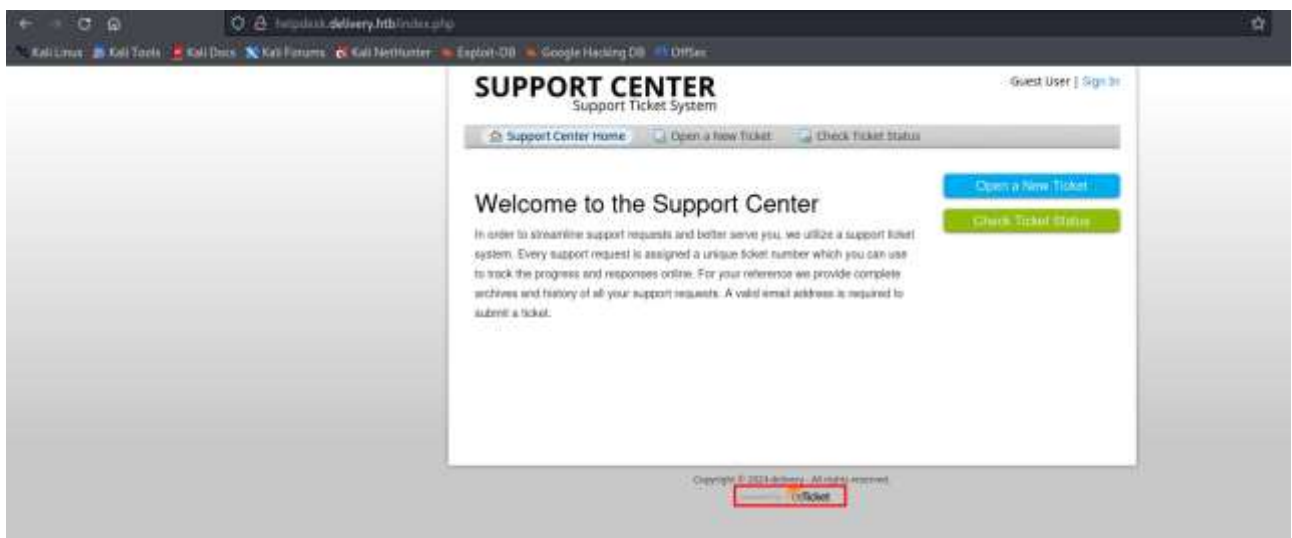 helpdesk.delivery.htb/index.php
Kali Linux Kali Tools Kali Docs Kali Forums Kali NetHunter Exploit-DB Google Hacking DB OffSec
SUPPORT CENTER
Support Ticket System
Guest User | Sign In
Support Center Home Open a New Ticket Check Ticket Status
Open a New Ticket
Check Ticket Status
Welcome to the Support Center
In order to streamline support requests and better serve you, we utilize a support ticket
system. Every support request is assigned a unique ticket number which you can use
to track the progress and responses online. For your reference we provide complete
archives and history of all your support requests. A valid email address is required to
submit a ticket.
Copyright © delivery - All rights reserved.
osTicket